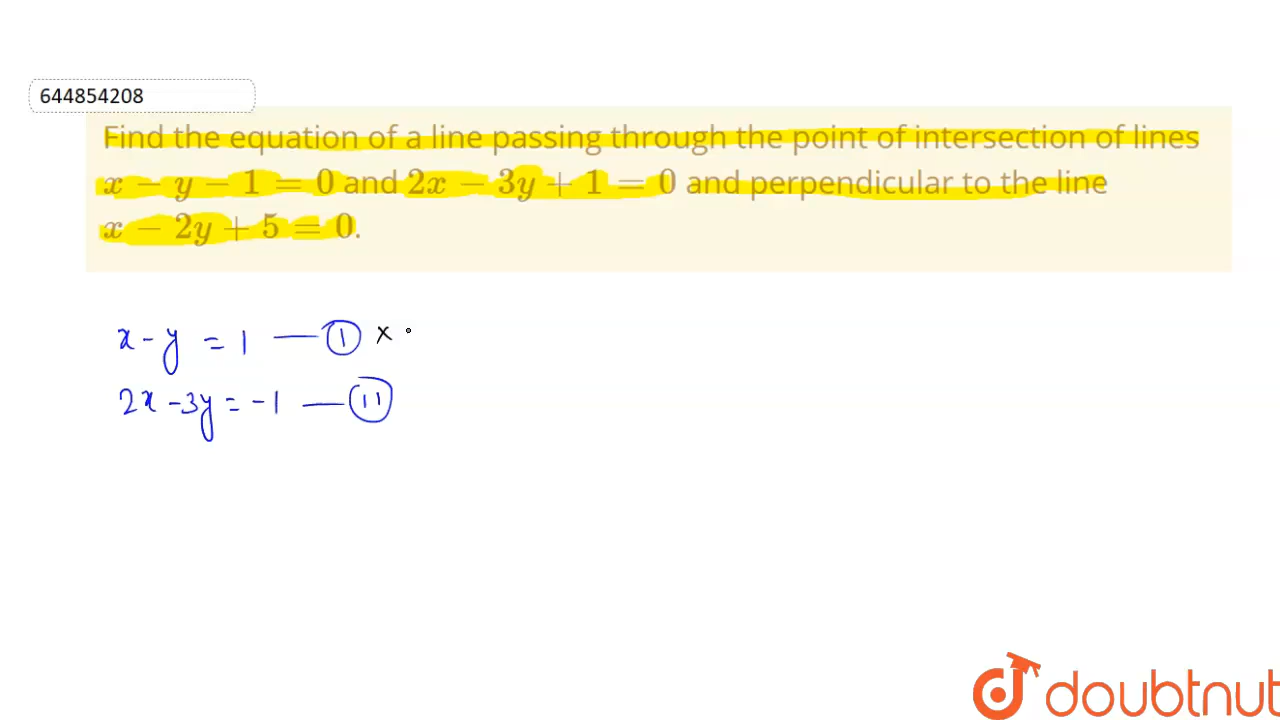 644854208
Find the equation of a line passing through the point of intersection of lines
x − y − 1 = 0 and 2x − 3y + 1 = 0 and perpendicular to the line
x − 2y + 5 = 0.
x - y = 1 — ① ×
2x - 3y = -1 — ⑪
doubtnut